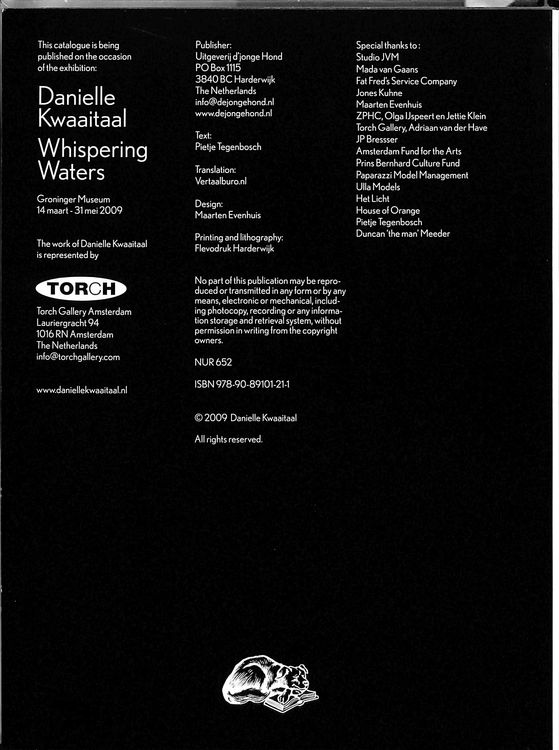 This catalogue is being
published on the occasion
of the exhibition:
Danielle
Kwaaitaal
Whispering
Waters
Groninger Museum
14 maart - 31 mei 2009
The work of Danielle Kwaaitaal
is represented by
TORCH
Torch Gallery Amsterdam
Lauriergracht 94
1016 RN Amsterdam
The Netherlands
info@torchgallery.com
www.daniellekwaaitaal.nl
Publisher:
Uitgeverij d'jonge Hond
PO Box 1115
3840 BC Harderwijk
The Netherlands
info@dejongehond.nl
www.dejongehond.nl
Text:
Pietje Tegenbosch
Translation:
Vertaalburo.nl
Design:
Maarten Evenhuis
Printing and lithography:
Flevodruk Harderwijk
No part of this publication may be repro-
duced or transmitted in any form or by any
means, electronic or mechanical, includ-
ing photocopy, recording or any informa-
tion storage and retrieval system, without
permission in writing from the copyright
owners.
NUR 652
ISBN 978-90-89101-21-1
© 2009 Danielle Kwaaitaal
All rights reserved.
Special thanks to :
Studio JVM
Mada van Gaans
Fat Fred's Service Company
Jones Kuhne
Maarten Evenhuis
ZPHC, Olga IJspeert en Jettie Klein
Torch Gallery, Adriaan van der Have
JP Bressser
Amsterdam Fund for the Arts
Prins Bernhard Culture Fund
Paparazzi Model Management
Ulla Models
Het Licht
House of Orange
Pietje Tegenbosch
Duncan 'the man' Meeder